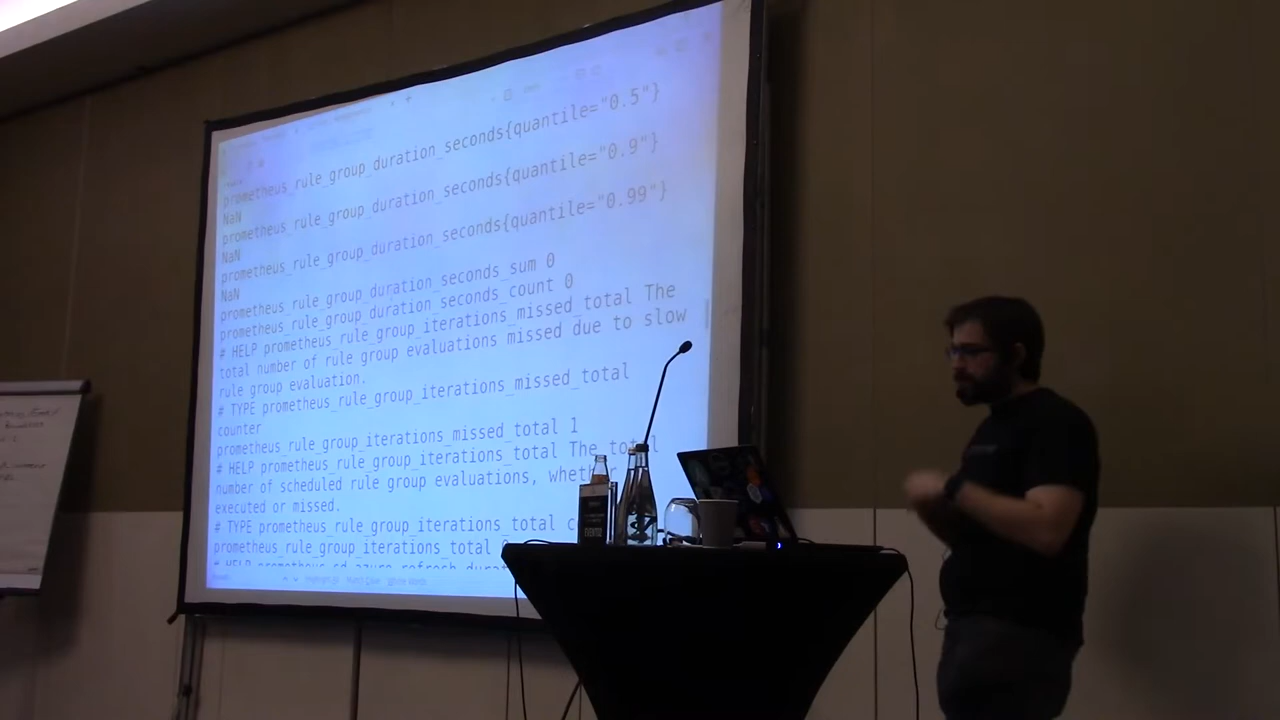 prometheus_rule_group_duration_seconds{quantile="0.5"}
NaN
prometheus_rule_group_duration_seconds{quantile="0.9"}
NaN
prometheus_rule_group_duration_seconds{quantile="0.99"}
NaN
prometheus_rule_group_duration_seconds_sum 0
prometheus_rule_group_duration_seconds_count 0
# HELP prometheus_rule_group_iterations_missed_total The
total number of rule group evaluations missed due to slow
rule group evaluation.
# TYPE prometheus_rule_group_iterations_missed_total
counter
prometheus_rule_group_iterations_missed_total 1
# HELP prometheus_rule_group_iterations_total The total
number of scheduled rule group evaluations, whether
executed or missed.
# TYPE prometheus_rule_group_iterations_total c
prometheus_rule_group_iterations_total
# HELP prometheus_sd_azure_refresh_durat